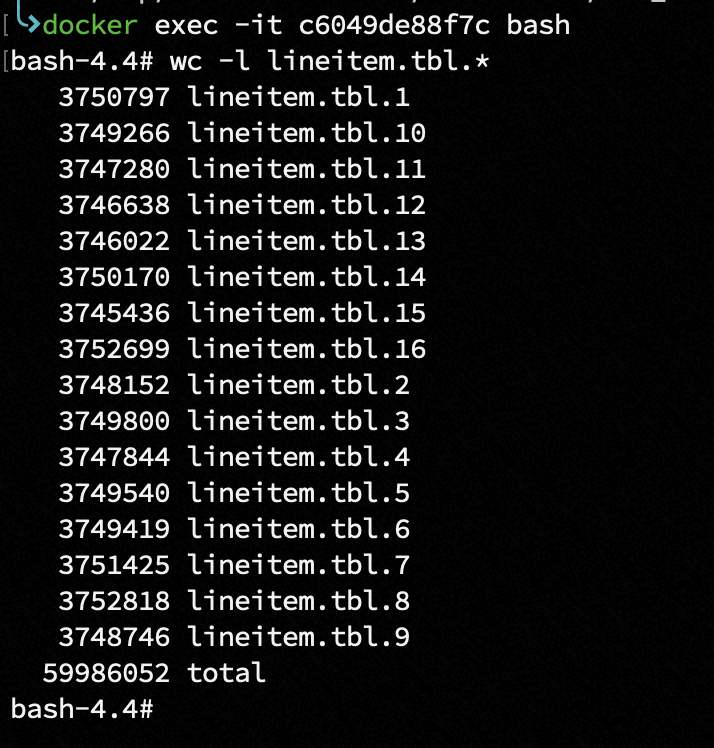 docker exec -it c6049de88f7c bash
bash-4.4# wc -l lineitem.tbl.*
3750797 lineitem.tbl.1
3749266 lineitem.tbl.10
3747280 lineitem.tbl.11
3746638 lineitem.tbl.12
3746022 lineitem.tbl.13
3750170 lineitem.tbl.14
3745436 lineitem.tbl.15
3752699 lineitem.tbl.16
3748152 lineitem.tbl.2
3749800 lineitem.tbl.3
3747844 lineitem.tbl.4
3749540 lineitem.tbl.5
3749419 lineitem.tbl.6
3751425 lineitem.tbl.7
3752818 lineitem.tbl.8
3748746 lineitem.tbl.9
59986052 total
bash-4.4#